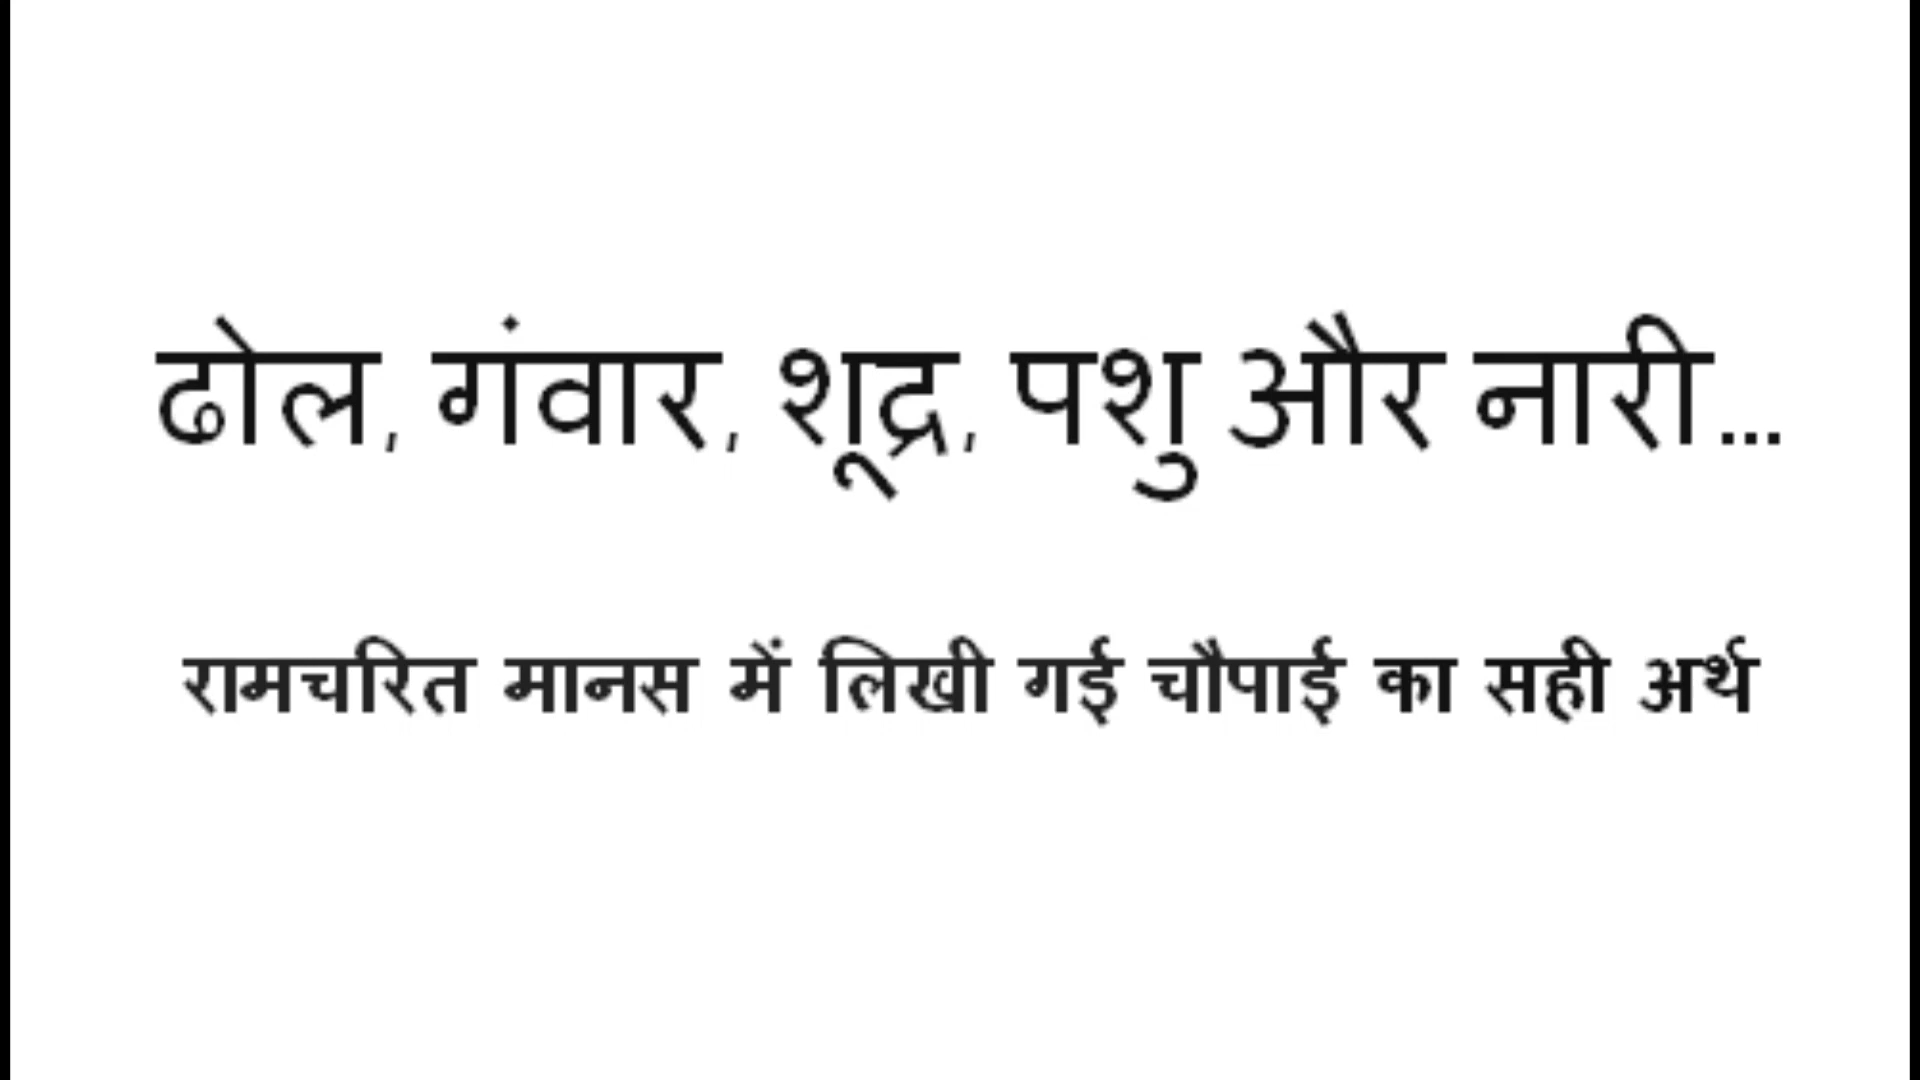 ढोल, गंवार, शूद्र, पशु और नारी...
रामचरित मानस में लिखी गई चौपाई का सही अर्थ